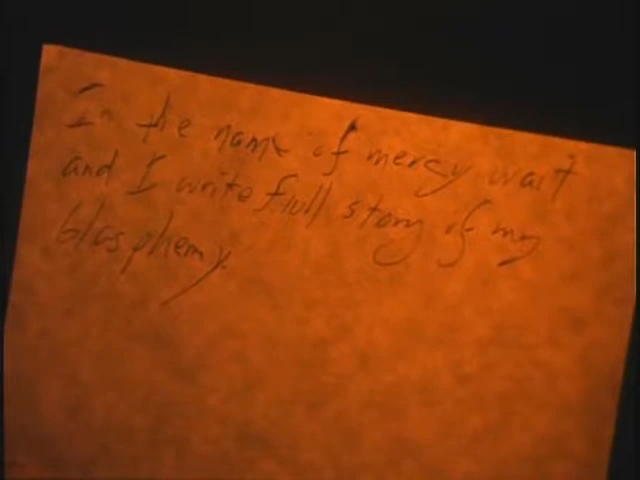 In the name of mercy wait
and I write full story of my
blasphemy.